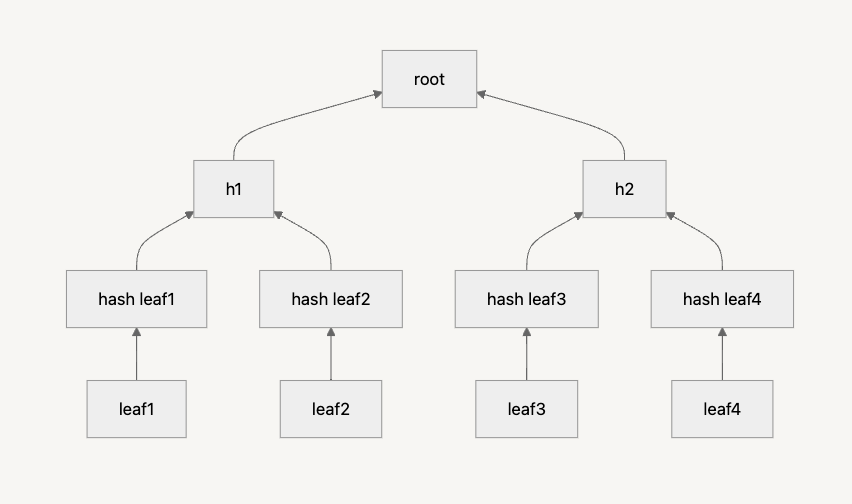 root
h1
h2
hash leaf1
hash leaf2
hash leaf3
hash leaf4
leaf1
leaf2
leaf3
leaf4